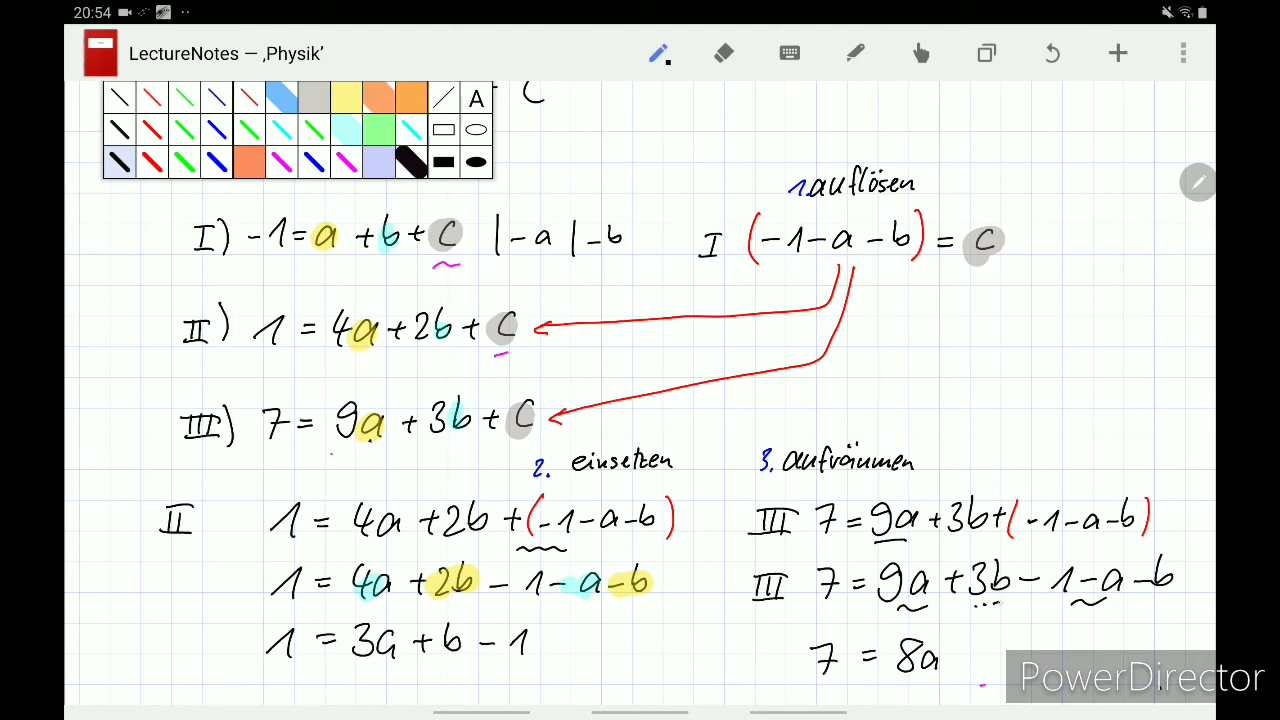 20:54
LectureNotes — ‚Physik’
A
C
1. auflösen
I) -1 = a + b + c | -a | -b
I (-1 - a - b) = c
II) 1 = 4a + 2b + c
III) 7 = 9a + 3b + c
2. einsetzen
3. aufräumen
II 1 = 4a + 2b + (-1 - a - b)
III 7 = 9a + 3b + (-1 - a - b)
1 = 4a + 2b - 1 - a - b
III 7 = 9a + 3b - 1 - a - b
1 = 3a + b - 1
7 = 8a
PowerDirector